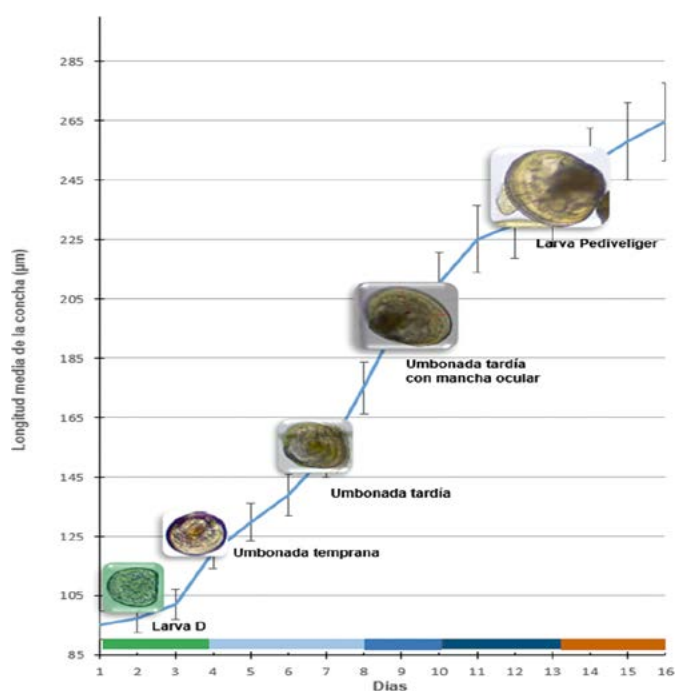 Longitud media de la concha (µm)
285
265
245
225
205
185
165
145
125
105
85
Larva Pediveliger
Umbonada tardía
con mancha ocular
Umbonada tardía
Umbonada temprana
Larva D
1 2 3 4 5 6 7 8 9 10 11 12 13 14 15 16
Días